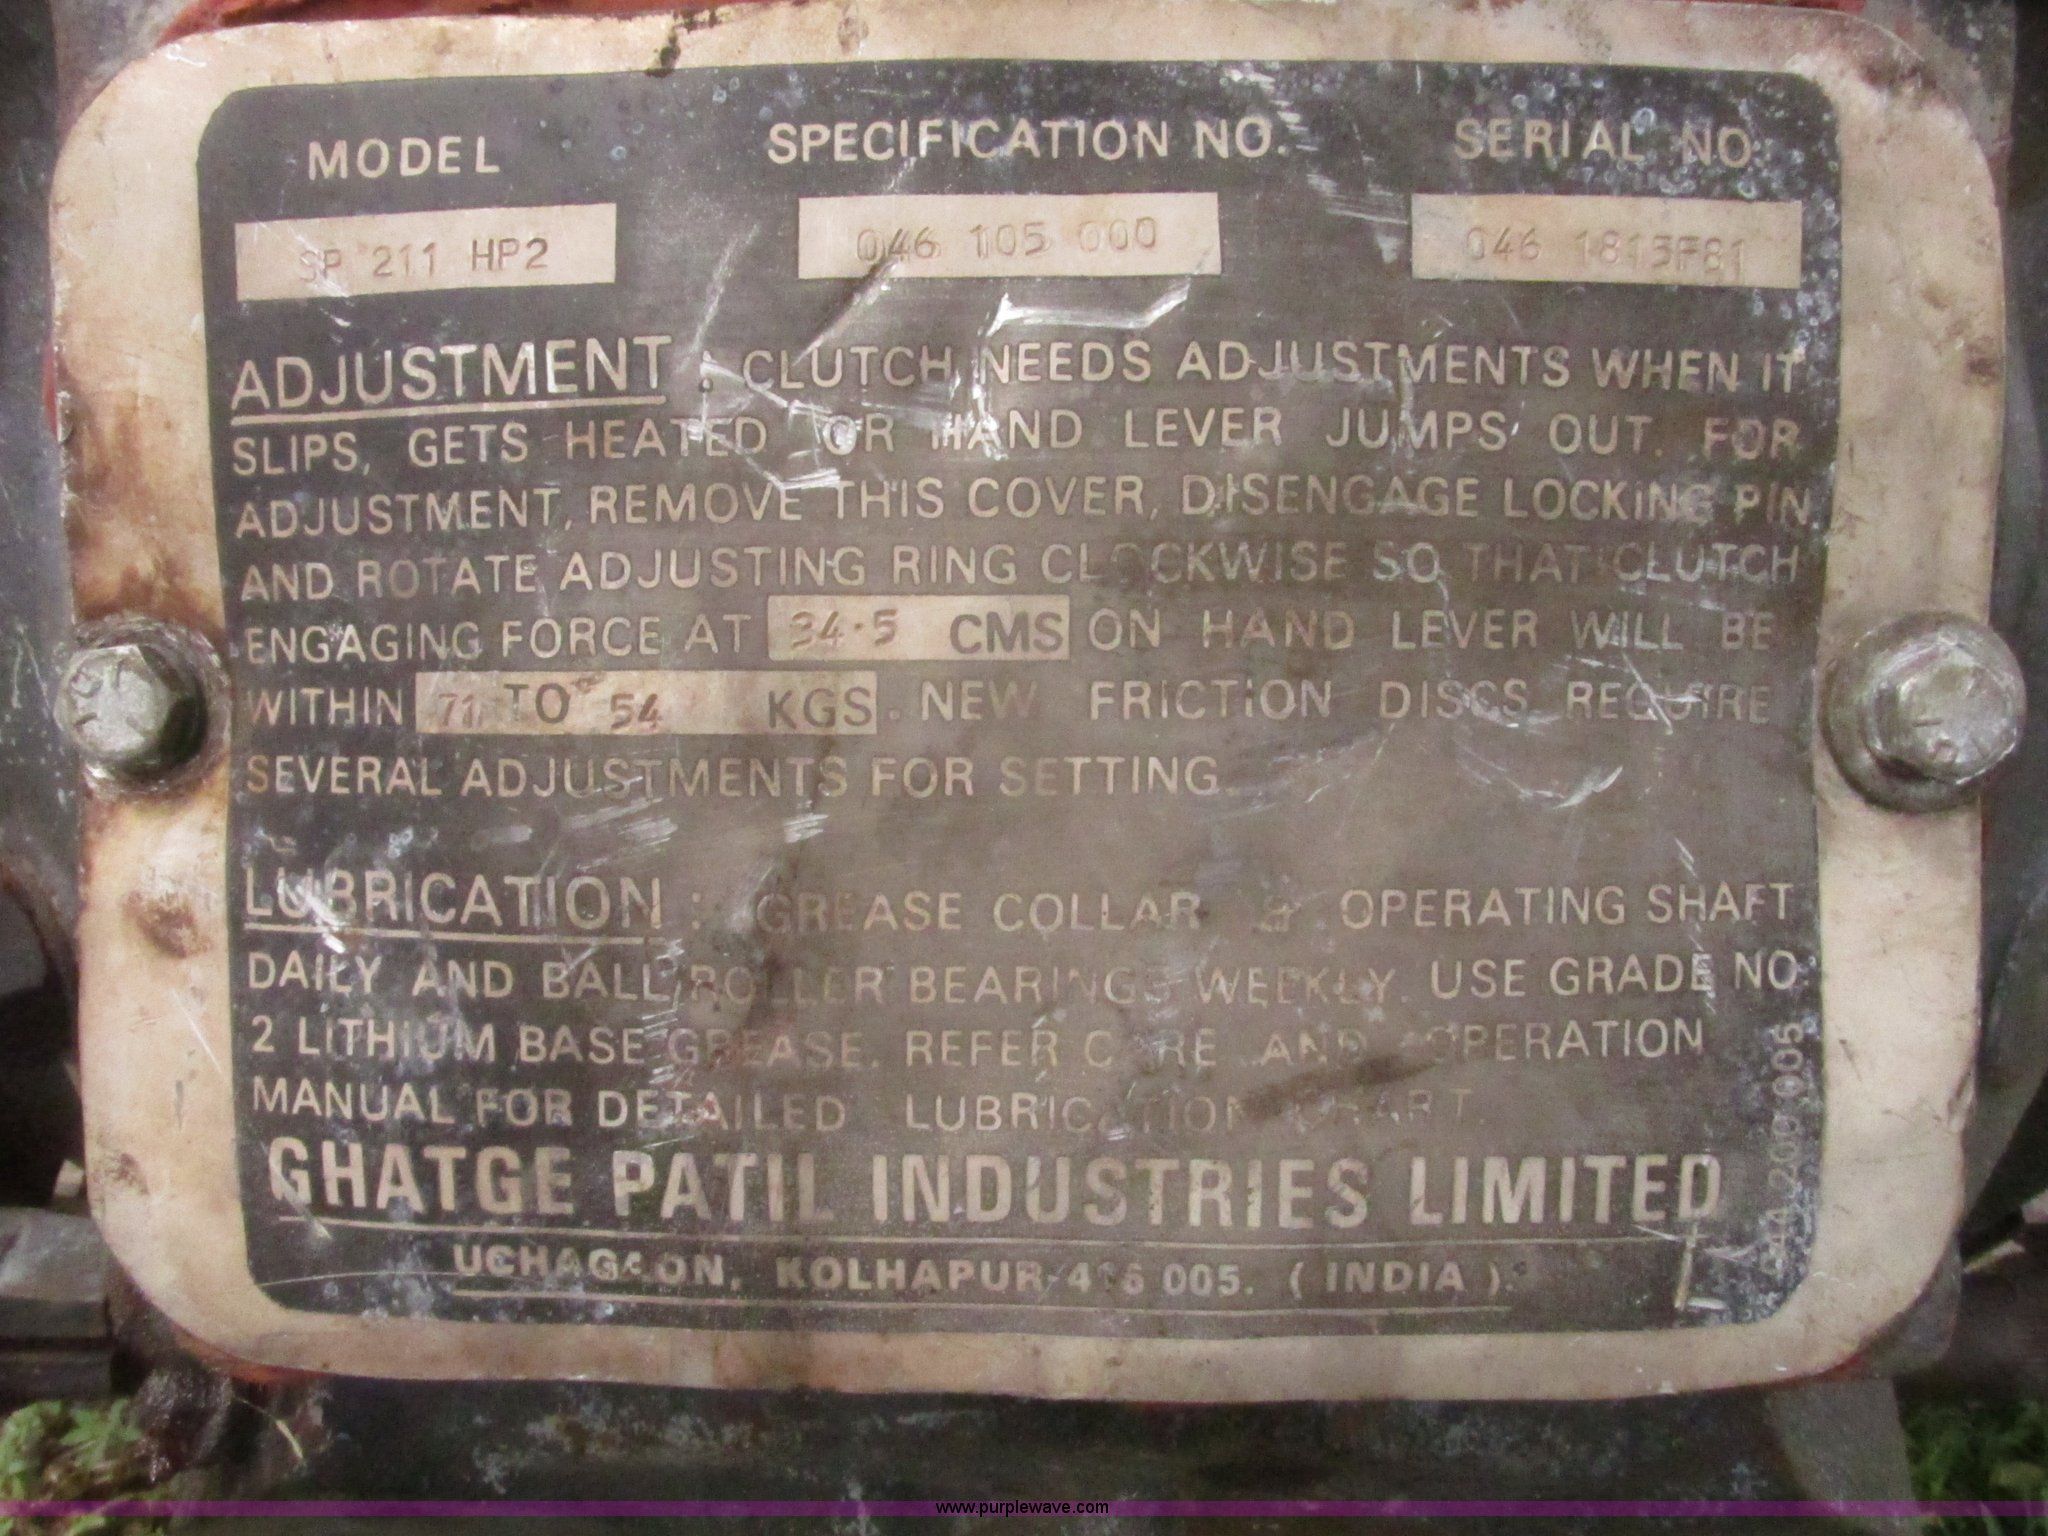 MODEL SPECIFICATION NO. SERIAL NO.
SP 211 HP2 046 105 000 046 1815F81
ADJUSTMENT : CLUTCH NEEDS ADJUSTMENTS WHEN IT
SLIPS, GETS HEATED OR HAND LEVER JUMPS OUT. FOR
ADJUSTMENT, REMOVE THIS COVER, DISENGAGE LOCKING PIN
AND ROTATE ADJUSTING RING CLOCKWISE SO THAT CLUTCH
ENGAGING FORCE AT 34.5 CMS ON HAND LEVER WILL BE
WITHIN 71 TO 54 KGS. NEW FRICTION DISCS REQUIRE
SEVERAL ADJUSTMENTS FOR SETTING.
LUBRICATION : GREASE COLLAR & OPERATING SHAFT
DAILY AND BALL ROLLER BEARINGS WEEKLY. USE GRADE NO.
2 LITHIUM BASE GREASE. REFER CARE AND OPERATION
MANUAL FOR DETAILED LUBRICATION CHART.
GHATGE PATIL INDUSTRIES LIMITED
UCHAGAON, KOLHAPUR-416 005. ( INDIA ).
www.purplewave.com